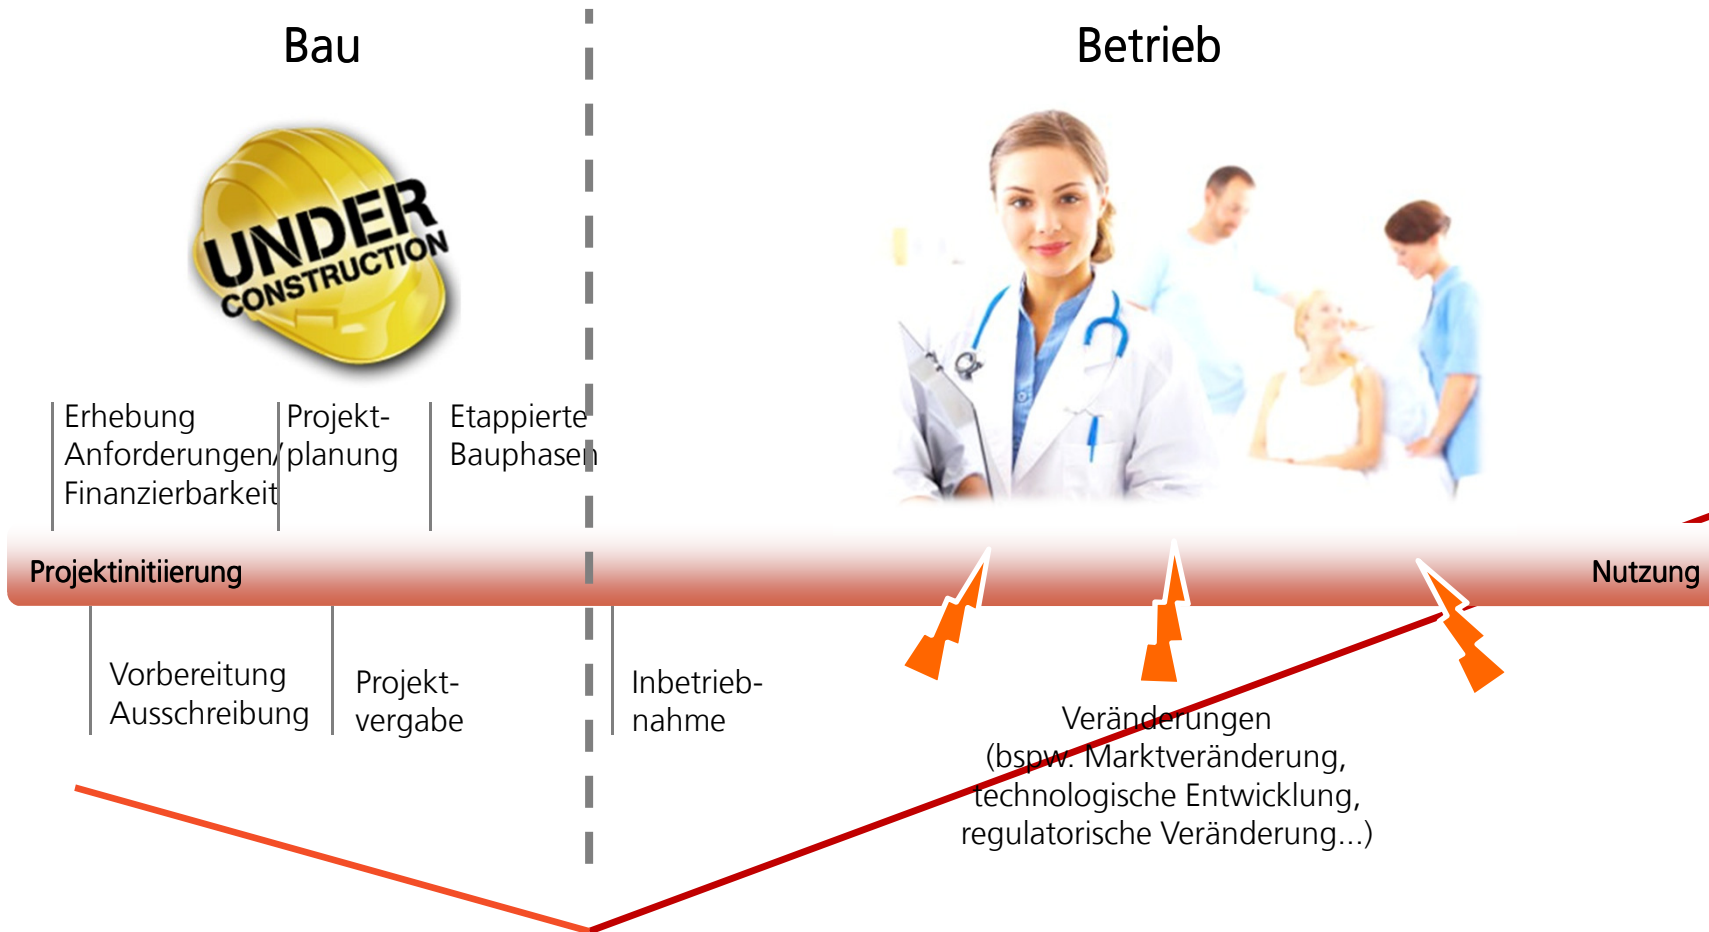 Bau
Betrieb
UNDER
CONSTRUCTION
Erhebung
Anforderungen/
Finanzierbarkeit
Projekt-
planung
Etappierte
Bauphasen
Projektinitiierung
Nutzung
Vorbereitung
Ausschreibung
Projekt-
vergabe
Inbetrieb-
nahme
Veränderungen
(bspw. Marktveränderung,
technologische Entwicklung,
regulatorische Veränderung...)